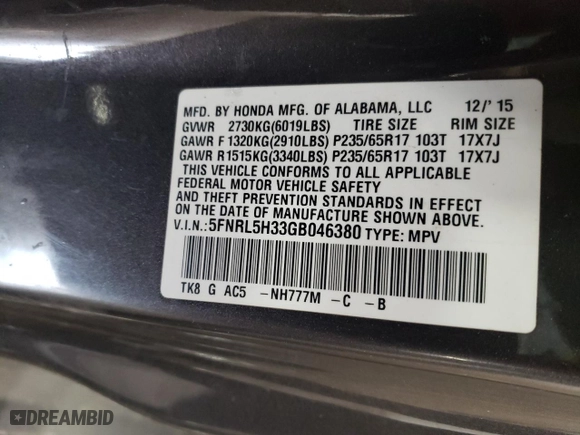 MFD. BY HONDA MFG. OF ALABAMA, LLC 12/'15
GVWR 2730KG(6019LBS) TIRE SIZE RIM SIZE
GAWR F 1320KG(2910LBS) P235/65R17 103T 17X7J
GAWR R1515KG(3340LBS) P235/65R17 103T 17X7J
THIS VEHICLE CONFORMS TO ALL APPLICABLE
FEDERAL MOTOR VEHICLE SAFETY
AND THEFT PREVENTION STANDARDS IN EFFECT
ON THE DATE OF MANUFACTURE SHOWN ABOVE.
V.I.N.:5FNRL5H33GB046380 TYPE: MPV
TK8 G AC5 -NH777M -C -B
DREAMBID